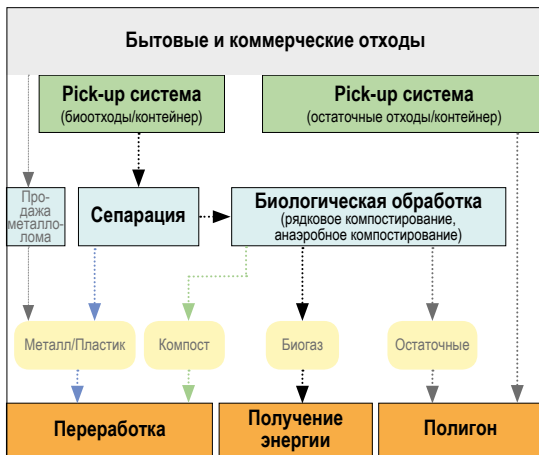 Бытовые и коммерческие отходы
Pick-up система
(биоотходы/контейнер)
Pick-up система
(остаточные отходы/контейнер)
Про-
дажа
металло-
лома
Сепарация
Биологическая обработка
(рядковое компостирование,
анаэробное компостирование)
Металл/Пластик
Компост
Биогаз
Остаточные
Переработка
Получение
энергии
Полигон